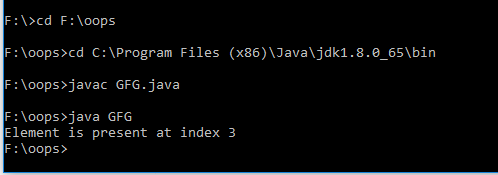 F:\>cd F:\oops
F:\oops>cd C:\Program Files (x86)\Java\jdk1.8.0_65\bin
F:\oops>javac GFG.java
F:\oops>java GFG
Element is present at index 3
F:\oops>